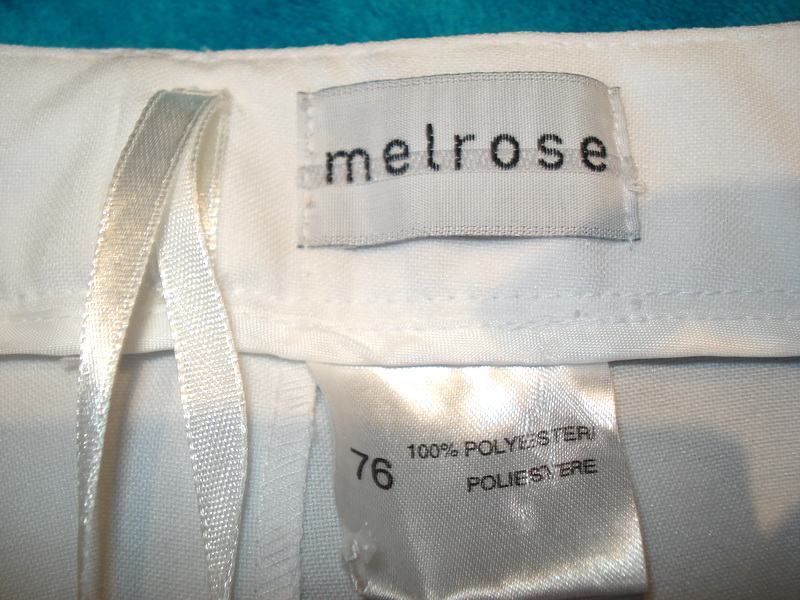 melrose
76
100% POLYESTER/
POLIESTERE